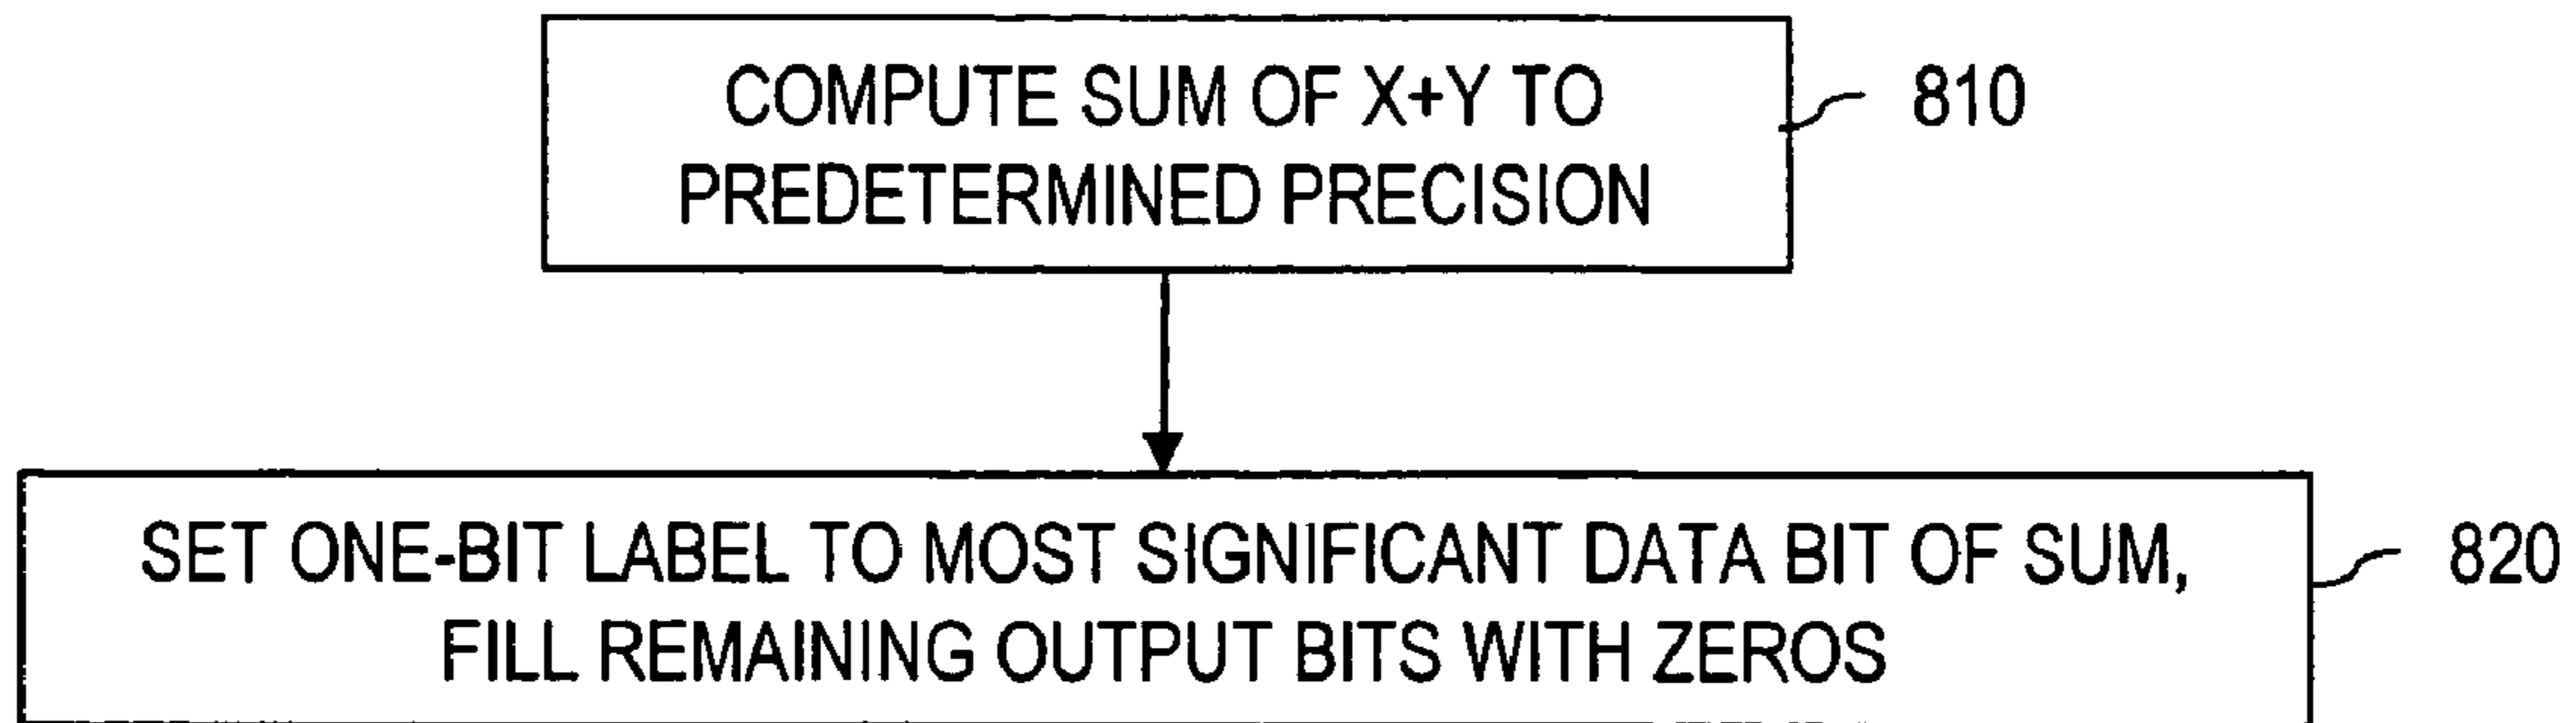 COMPUTE SUM OF X+Y TO
PREDETERMINED PRECISION
810
SET ONE-BIT LABEL TO MOST SIGNIFICANT DATA BIT OF SUM,
FILL REMAINING OUTPUT BITS WITH ZEROS
820